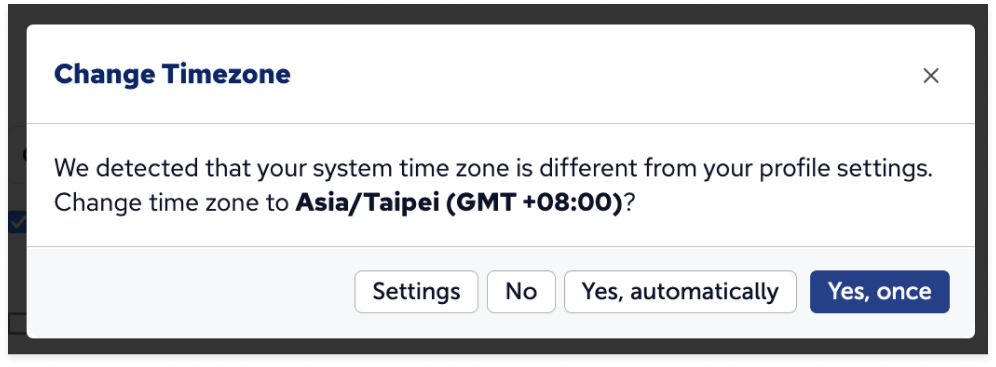 Change Timezone
We detected that your system time zone is different from your profile settings.
Change time zone to Asia/Taipei (GMT +08:00)?
Settings No Yes, automatically Yes, once